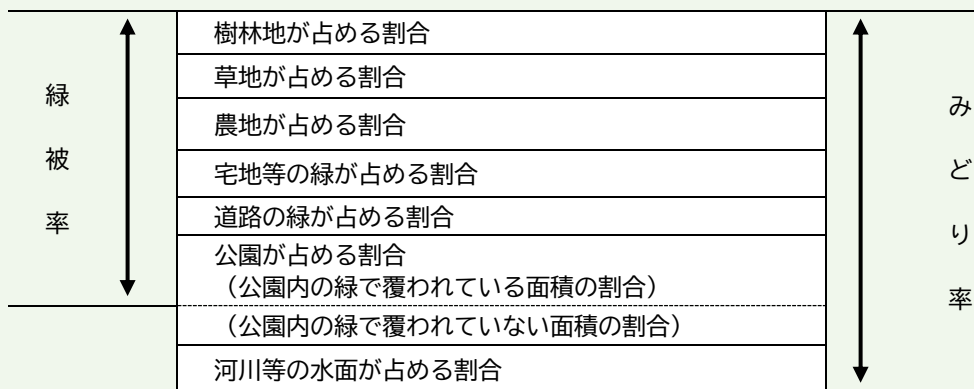 緑被率
樹林地が占める割合
草地が占める割合
農地が占める割合
宅地等の緑が占める割合
道路の緑が占める割合
公園が占める割合
（公園内の緑で覆われている面積の割合）
（公園内の緑で覆われていない面積の割合）
河川等の水面が占める割合
みどり率